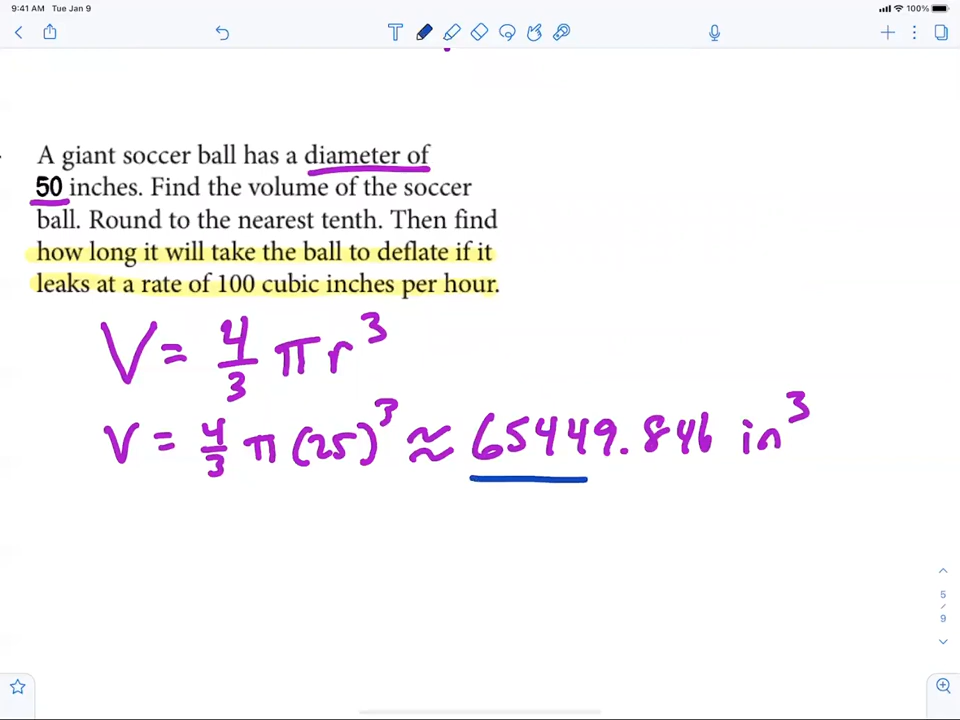 9:41 AM Tue Jan 9
100%
A giant soccer ball has a diameter of
50 inches. Find the volume of the soccer
ball. Round to the nearest tenth. Then find
how long it will take the ball to deflate if it
leaks at a rate of 100 cubic inches per hour.
V = 4/3 π r³
V = 4/3 π (25)³ ≈ 65449.846 in³
5
/
9